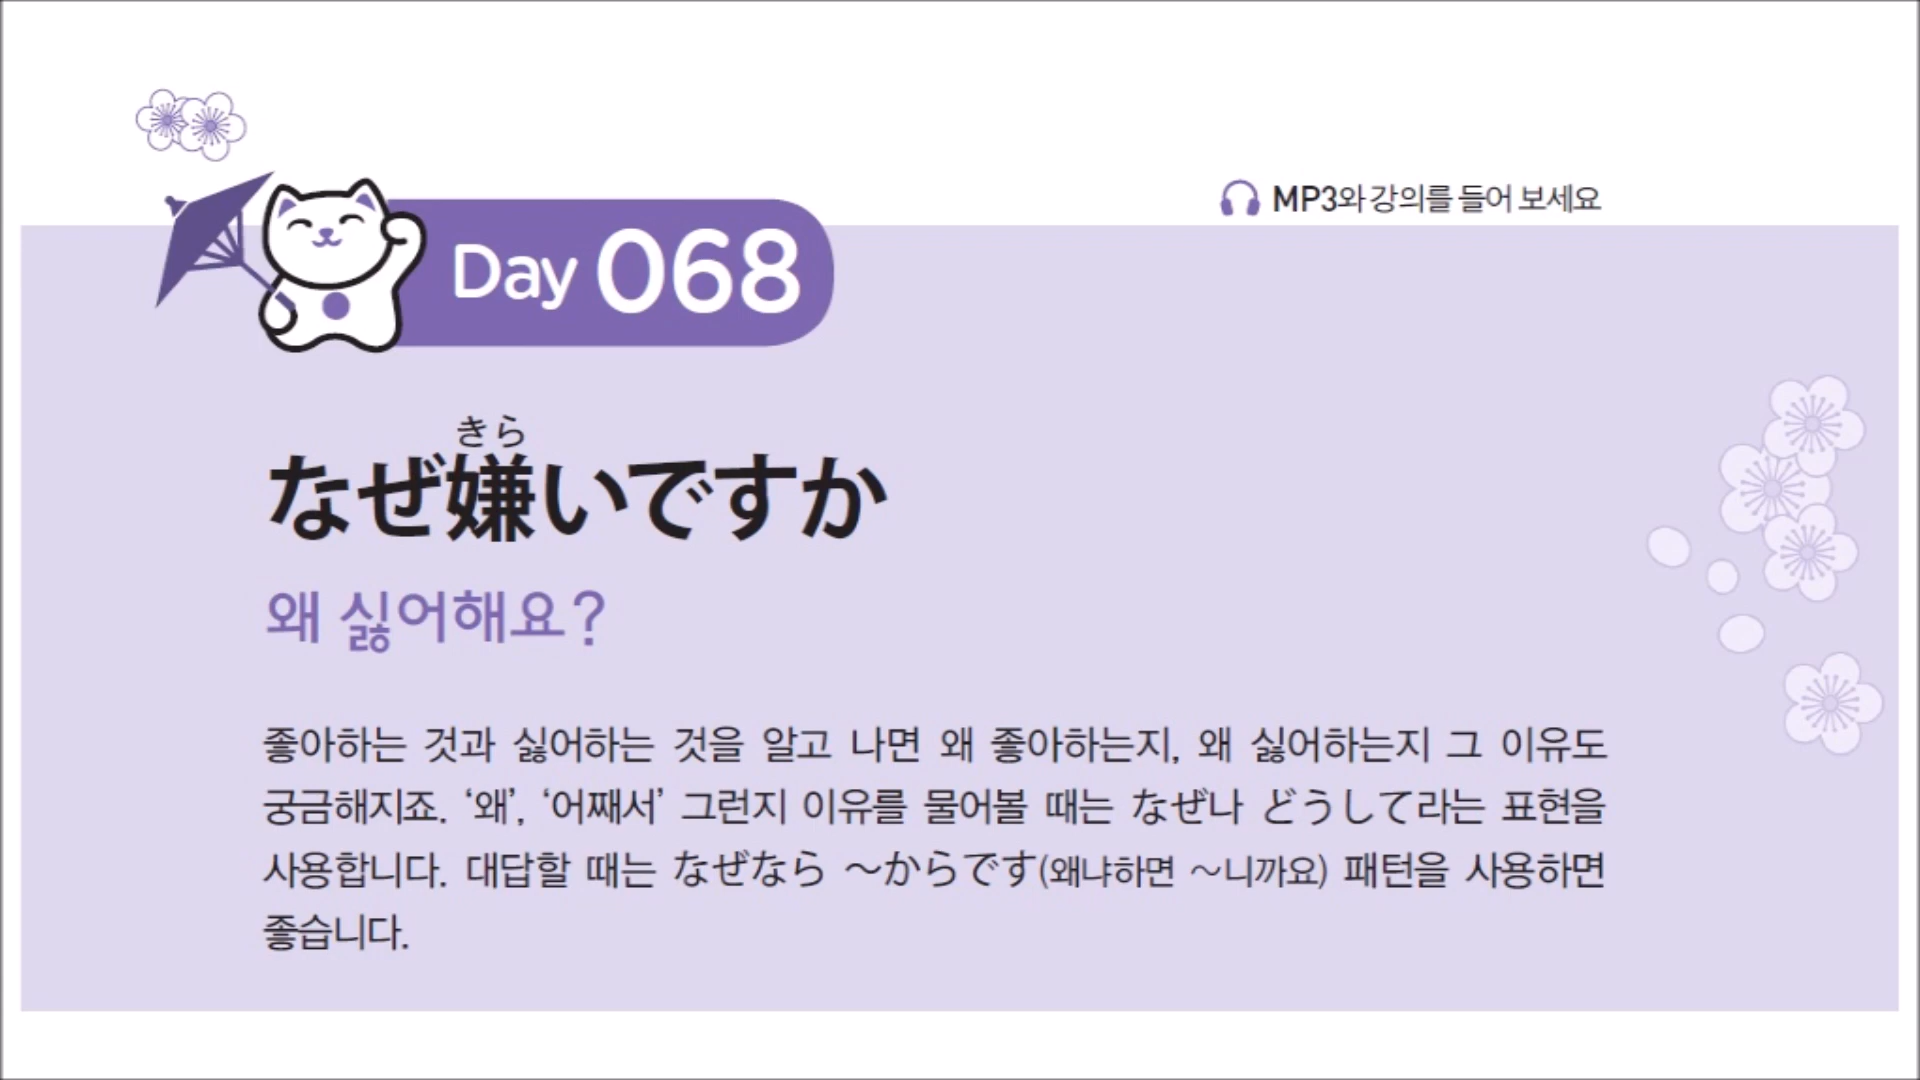 MP3와 강의를 들어 보세요
Day 068
きら
なぜ嫌いですか
왜 싫어해요?
좋아하는 것과 싫어하는 것을 알고 나면 왜 좋아하는지, 왜 싫어하는지 그 이유도
궁금해지죠. ‘왜’, ‘어째서’ 그런지 이유를 물어볼 때는 なぜ나 どうして라는 표현을
사용합니다. 대답할 때는 なぜなら ～からです(왜냐하면 ～니까요) 패턴을 사용하면
좋습니다.